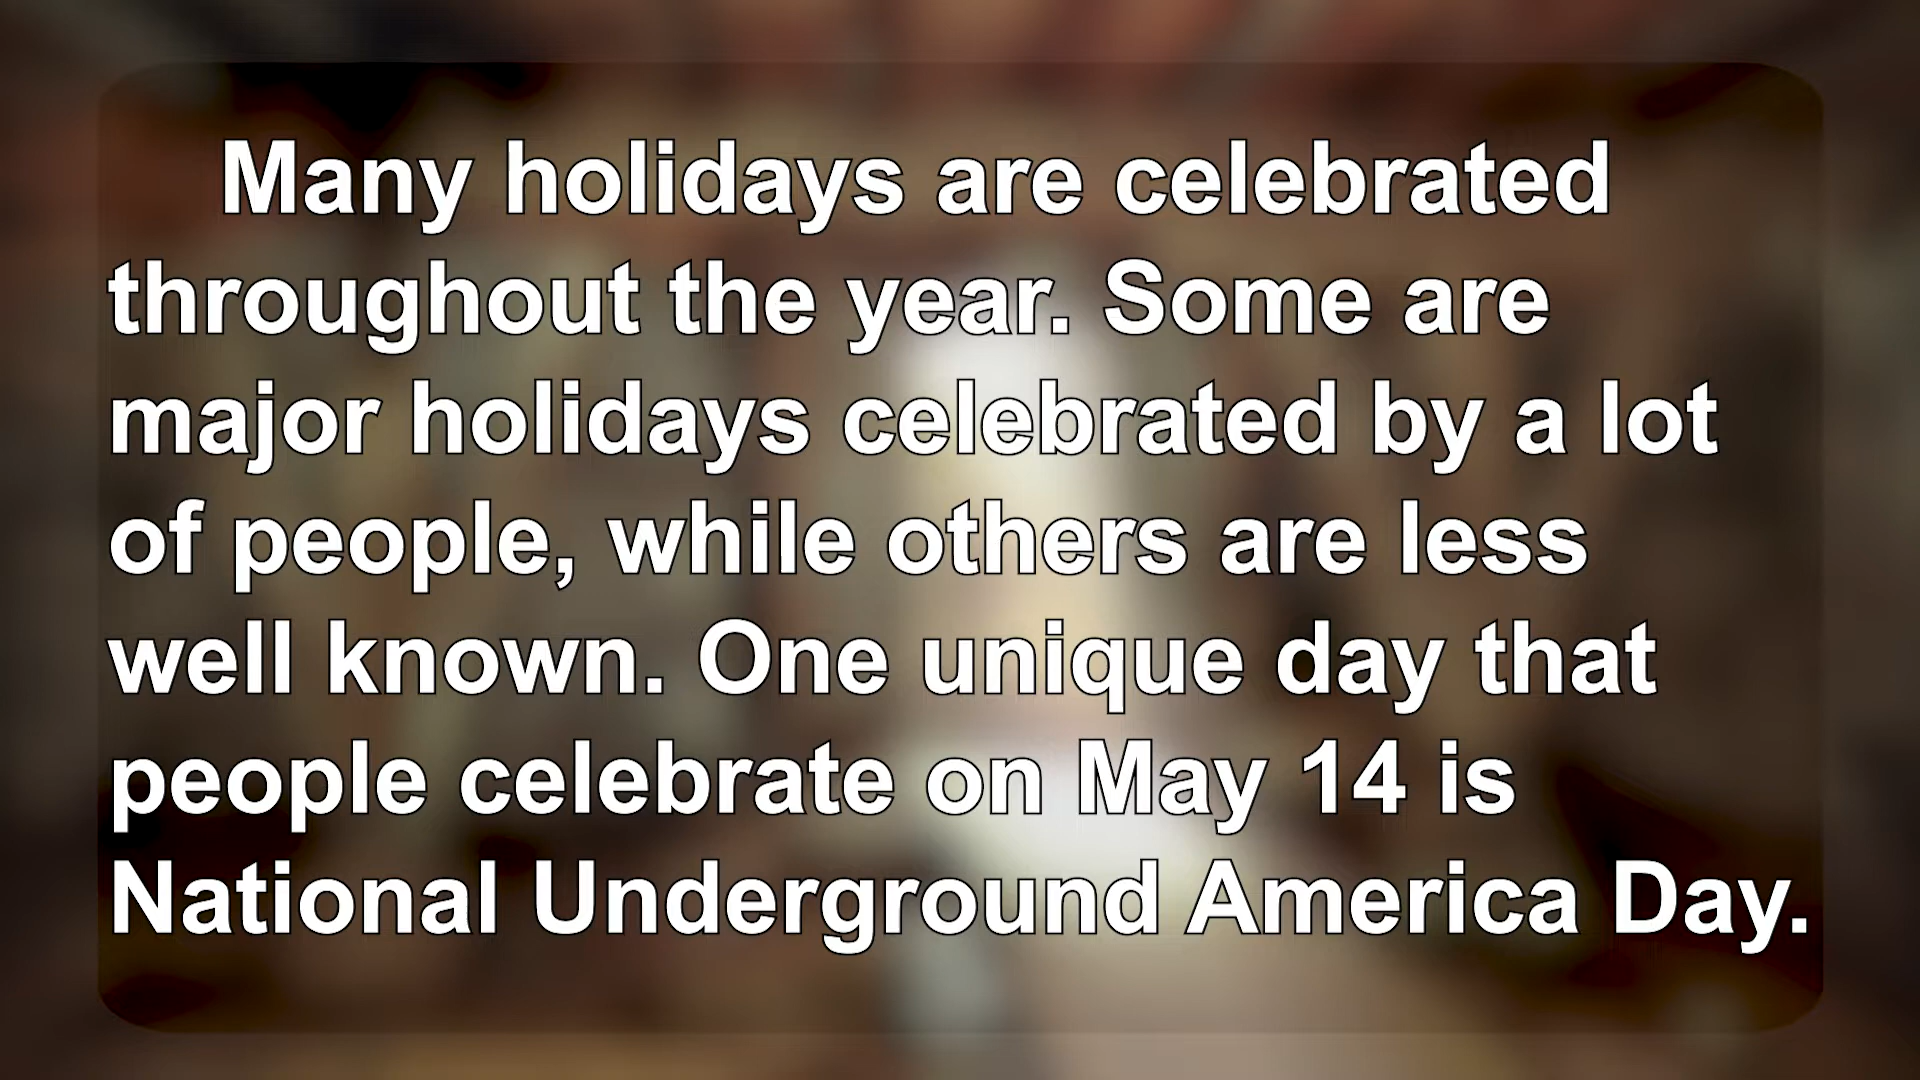 Many holidays are celebrated
throughout the year. Some are
major holidays celebrated by a lot
of people, while others are less
well known. One unique day that
people celebrate on May 14 is
National Underground America Day.